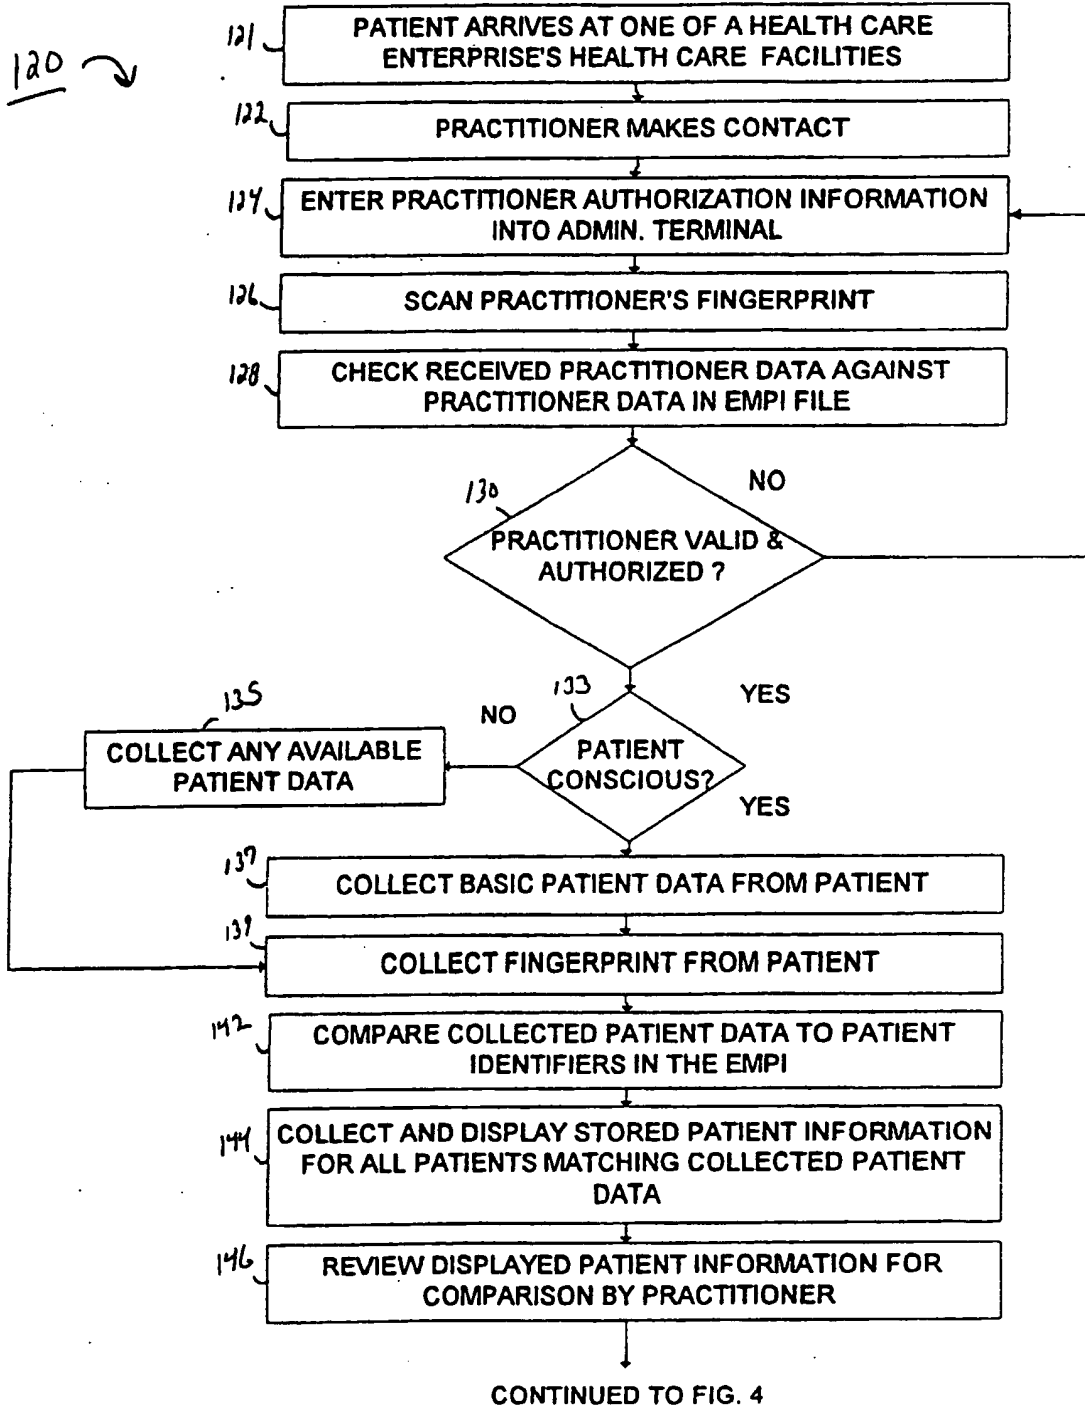 120
121
PATIENT ARRIVES AT ONE OF A HEALTH CARE
ENTERPRISE'S HEALTH CARE FACILITIES
122
PRACTITIONER MAKES CONTACT
124
ENTER PRACTITIONER AUTHORIZATION INFORMATION
INTO ADMIN. TERMINAL
126
SCAN PRACTITIONER'S FINGERPRINT
128
CHECK RECEIVED PRACTITIONER DATA AGAINST
PRACTITIONER DATA IN EMPI FILE
130
NO
PRACTITIONER VALID &
AUTHORIZED ?
133
YES
135
NO
COLLECT ANY AVAILABLE
PATIENT DATA
PATIENT
CONSCIOUS?
YES
137
COLLECT BASIC PATIENT DATA FROM PATIENT
139
COLLECT FINGERPRINT FROM PATIENT
142
COMPARE COLLECTED PATIENT DATA TO PATIENT
IDENTIFIERS IN THE EMPI
144
COLLECT AND DISPLAY STORED PATIENT INFORMATION
FOR ALL PATIENTS MATCHING COLLECTED PATIENT
DATA
146
REVIEW DISPLAYED PATIENT INFORMATION FOR
COMPARISON BY PRACTITIONER
CONTINUED TO FIG. 4